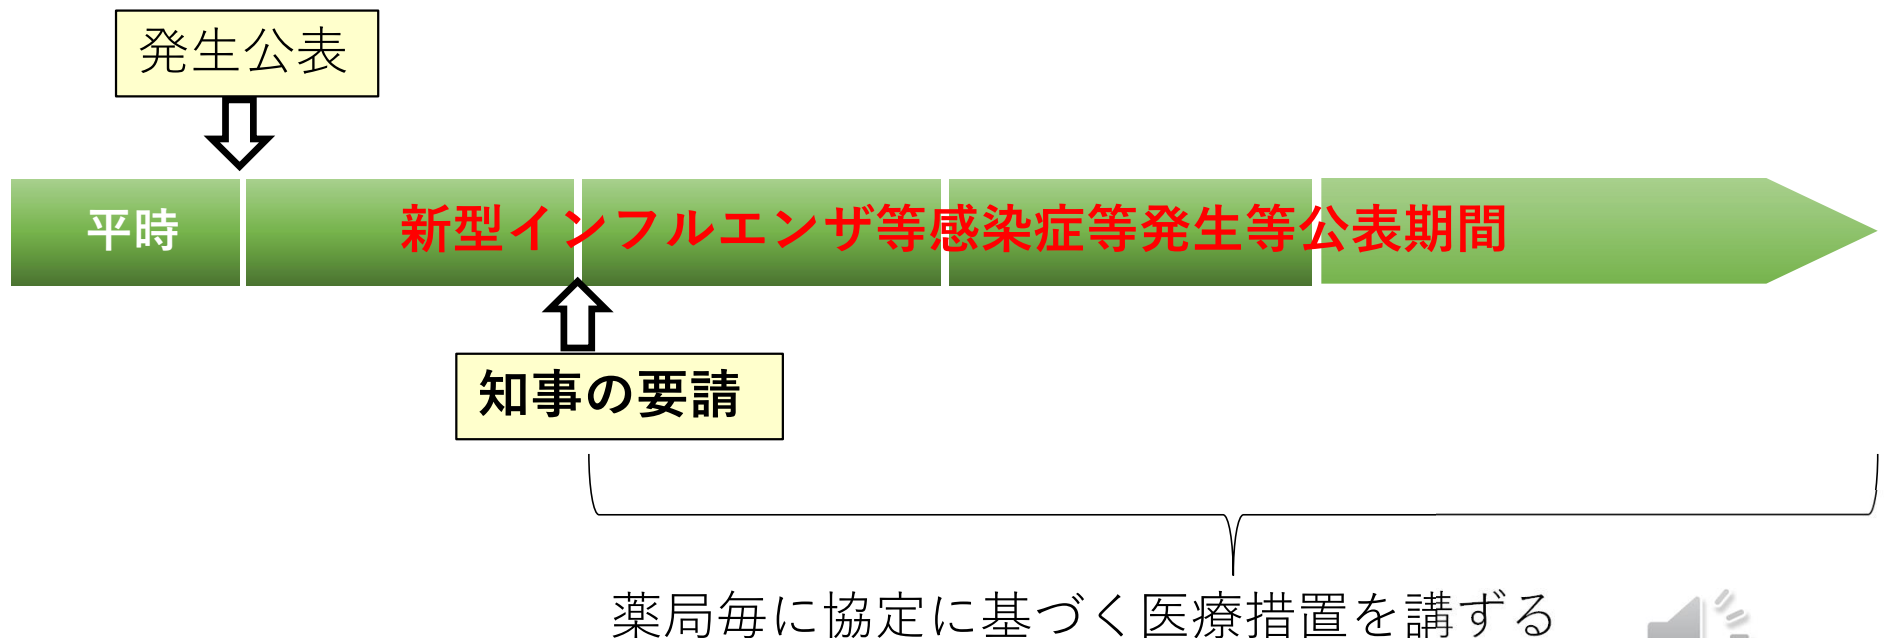 発生公表
平時
新型インフルエンザ等感染症等発生等公表期間
知事の要請
薬局毎に協定に基づく医療措置を講ずる